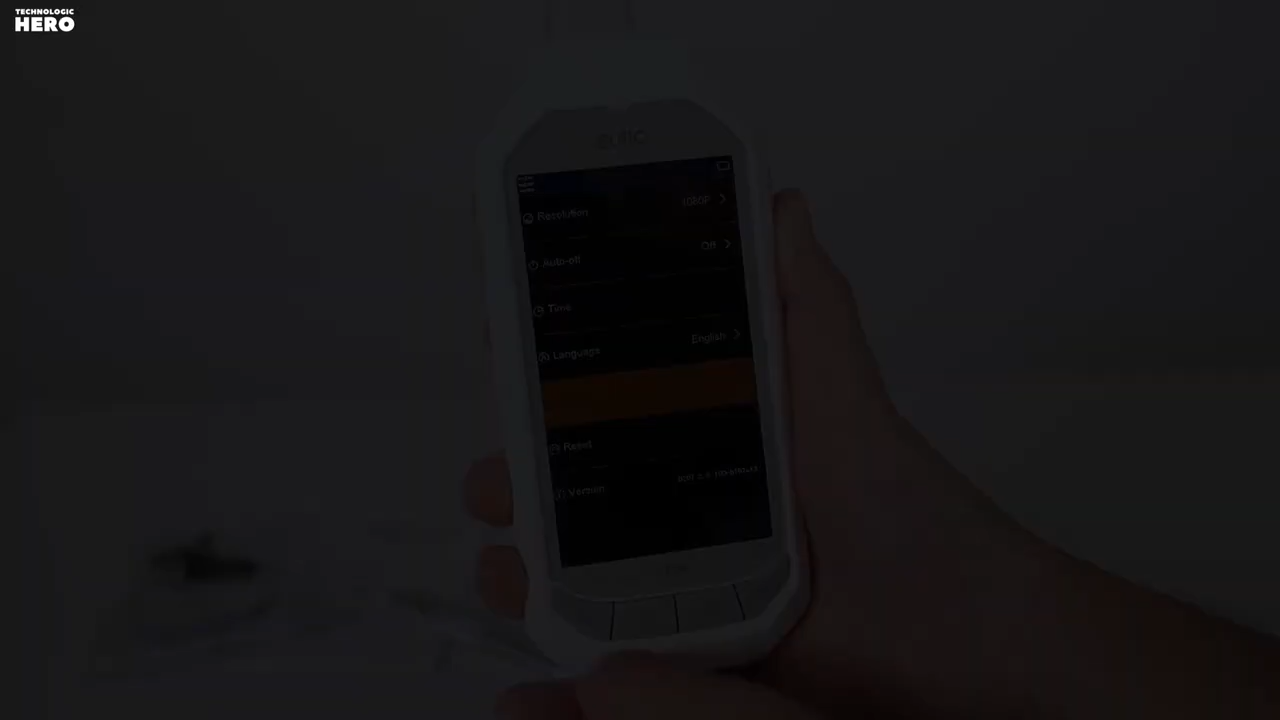 TECHNOLOGIC
HERO
Resolution 1080P
Auto-off Off
Time
Language English
Reset
Version